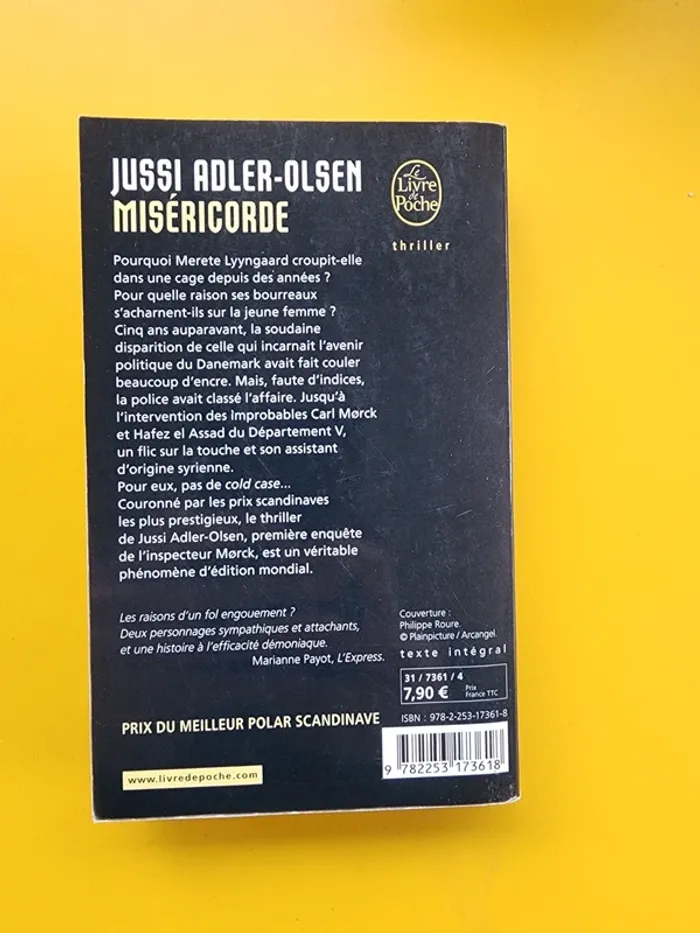 JUSSI ADLER-OLSEN
MISÉRICORDE
Le
Livre
de
Poche
thriller
Pourquoi Merete Lyyngaard croupit-elle
dans une cage depuis des années ?
Pour quelle raison ses bourreaux
s'acharnent-ils sur la jeune femme ?
Cinq ans auparavant, la soudaine
disparition de celle qui incarnait l'avenir
politique du Danemark avait fait couler
beaucoup d'encre. Mais, faute d'indices,
la police avait classé l'affaire. Jusqu'à
l'intervention des Improbables Carl Mørck
et Hafez el Assad du Département V,
un flic sur la touche et son assistant
d'origine syrienne.
Pour eux, pas de cold case...
Couronné par les prix scandinaves
les plus prestigieux, le thriller
de Jussi Adler-Olsen, première enquête
de l'inspecteur Mørck, est un véritable
phénomène d'édition mondial.
Les raisons d'un fol engouement ?
Deux personnages sympathiques et attachants,
et une histoire à l'efficacité démoniaque.
Marianne Payot, L'Express.
PRIX DU MEILLEUR POLAR SCANDINAVE
www.livredepoche.com
Couverture :
Philippe Roure.
© Plainpicture / Arcangel.
texte intégral
31 / 7361 / 4
7,90 € Prix
France TTC
ISBN : 978-2-253-17361-8
9 782253 173618